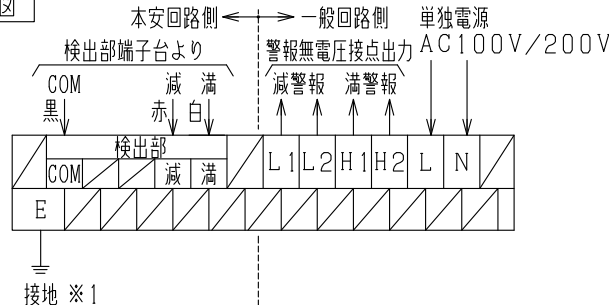 図
本安回路側 一般回路側 単独電源
検出部端子台より 警報無電圧接点出力 AC100V/200V
COM 減 満 減警報 満警報
黒 赤 白
検出部
COM 減 満 L1 L2 H1 H2 L N
E
接地 ※1